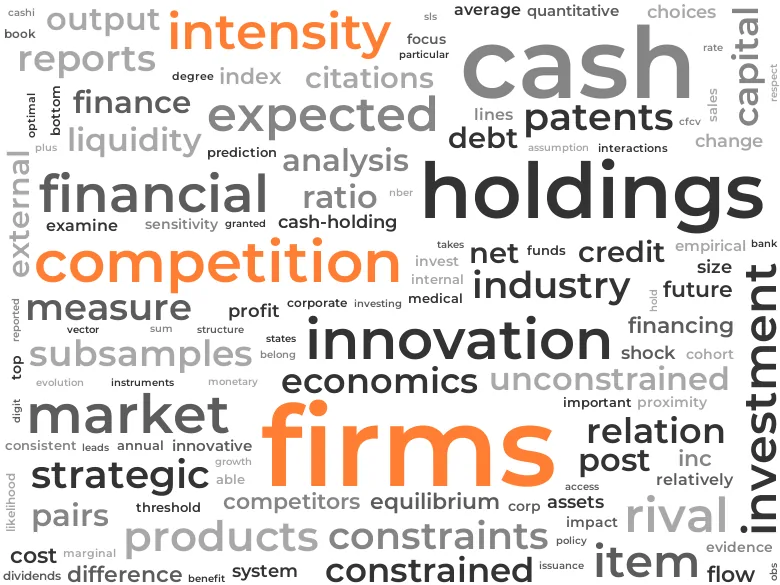 cashi
output
intensity
sls
average
quantitative
choices
capital
book
focus
cash
rate
respect
reports
particular
degree
index
citations
sales
optimal
bottom
finance
expected
lines
patents
cfcv
plus
liquidity
prediction
debt
assumption
interactions
change
external
analysis
financial
ratio
nber
holdings
examine
sensitivity
granted
cash-holding
competition
takes
net
funds
credit
empirical
bank
invest
internal
industry
size
hold
future
investment
reported
measure
profit
corporate
investing
medical
vector
sum
structure
states
innovation
financing
top
subsamples
belong
shock
cohort
evolution
instruments
monetary
economics
unconstrained
digit
market
firms
important
proximity
consistent
leads
annual
innovative
relation
strategic
growth
able
post
inc
access
relatively
likelihood
pairs
threshold
competitors
equilibrium
corp
assets
rival
impact
products
constraints
policy
evidence
cost
marginal
item
dividends
difference
benefit
system
constrained
issuance
flow